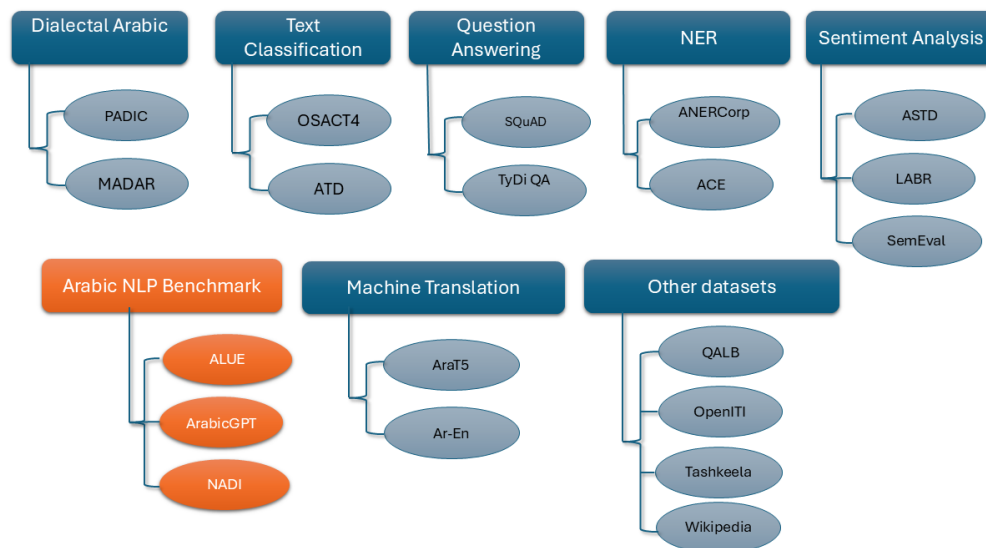 Dialectal Arabic
PADIC
MADAR
Text
Classification
OSACT4
ATD
Question
Answering
SQuAD
TyDi QA
NER
ANERCorp
ACE
Sentiment Analysis
ASTD
LABR
SemEval
Arabic NLP Benchmark
ALUE
ArabicGPT
NADI
Machine Translation
AraT5
Ar-En
Other datasets
QALB
OpenITI
Tashkeela
Wikipedia